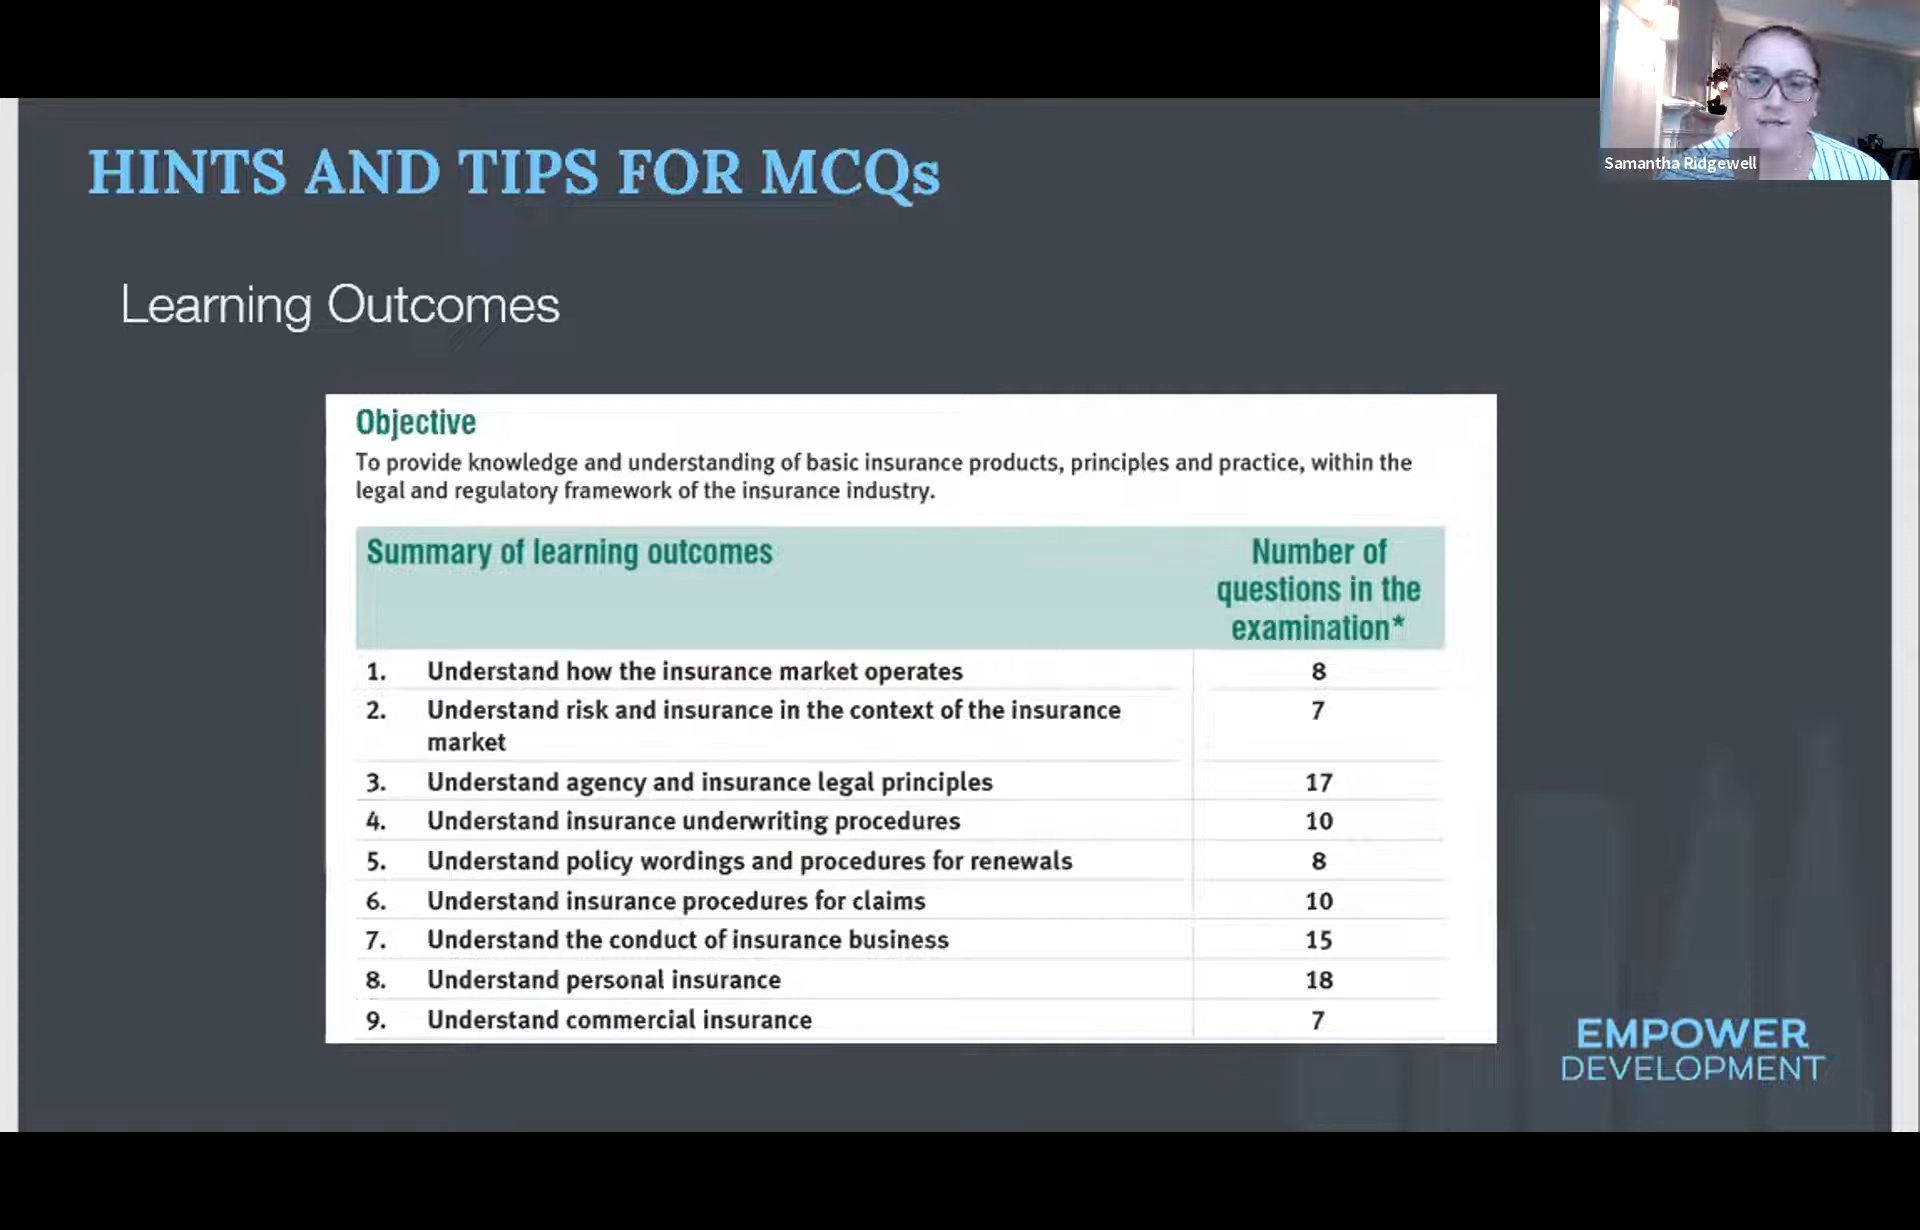 Samantha Ridgewell
HINTS AND TIPS FOR MCQs
Learning Outcomes
Objective
To provide knowledge and understanding of basic insurance products, principles and practice, within the
legal and regulatory framework of the insurance industry.
Summary of learning outcomes
Number of
questions in the
examination*
1. Understand how the insurance market operates 8
2. Understand risk and insurance in the context of the insurance 7
market
3. Understand agency and insurance legal principles 17
4. Understand insurance underwriting procedures 10
5. Understand policy wordings and procedures for renewals 8
6. Understand insurance procedures for claims 10
7. Understand the conduct of insurance business 15
8. Understand personal insurance 18
9. Understand commercial insurance 7
EMPOWER
DEVELOPMENT